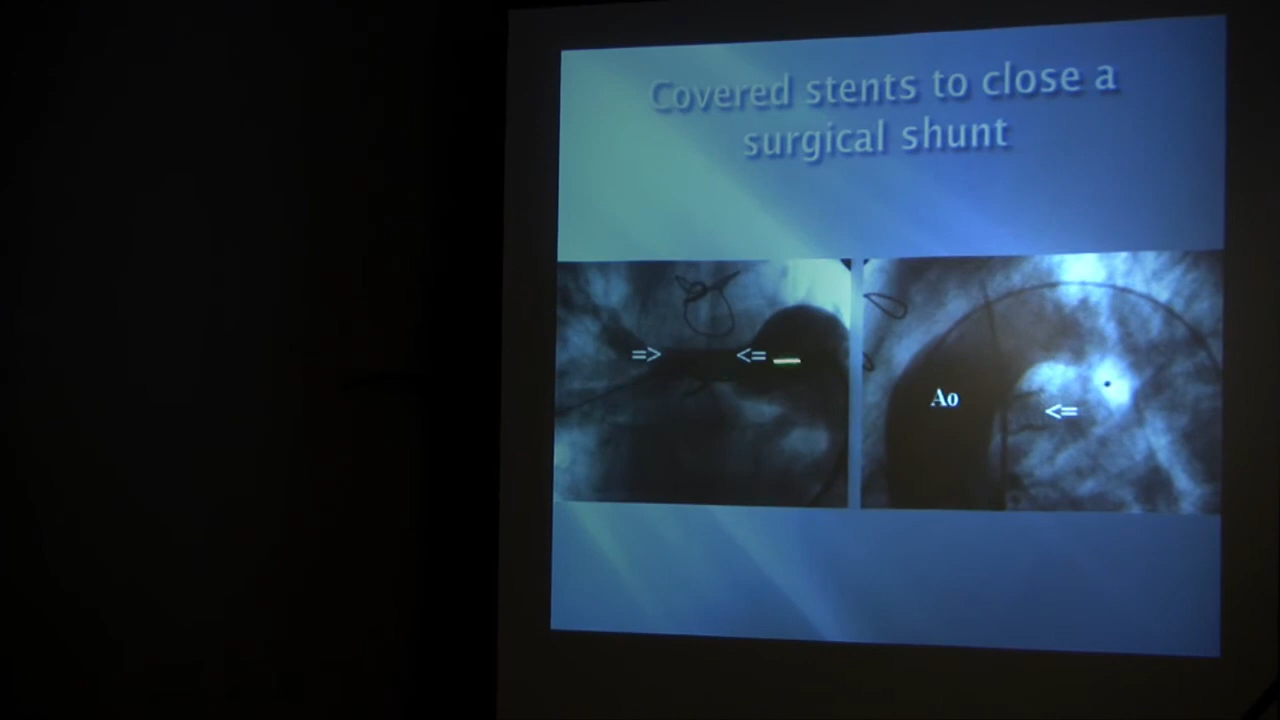 Covered stents to close a
surgical shunt
=> <=
Ao
<=